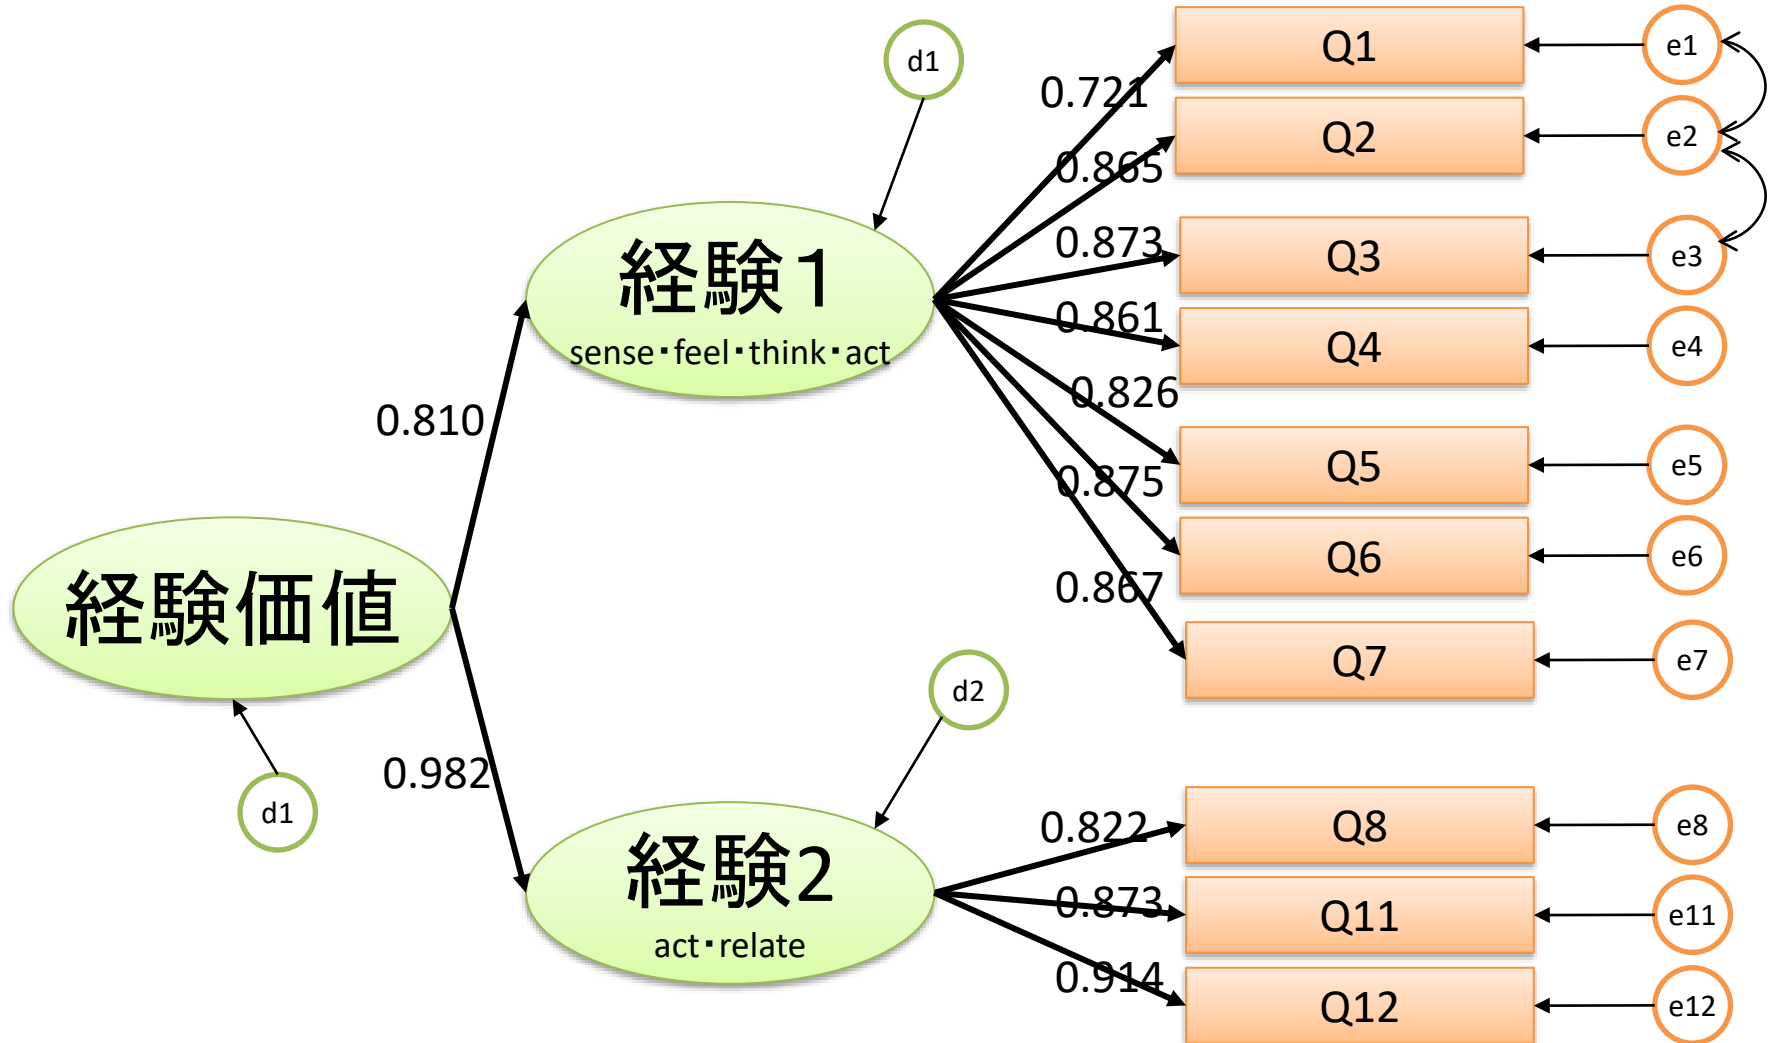 d1
Q1
e1
0.721
Q2
e2
0.865
経験1
sense・feel・think・act
0.873
Q3
e3
0.861
Q4
e4
0.810
0.826
Q5
e5
0.875
Q6
e6
経験価値
0.867
Q7
e7
d2
0.982
d1
経験2
act・relate
0.822
Q8
e8
0.873
Q11
e11
0.914
Q12
e12